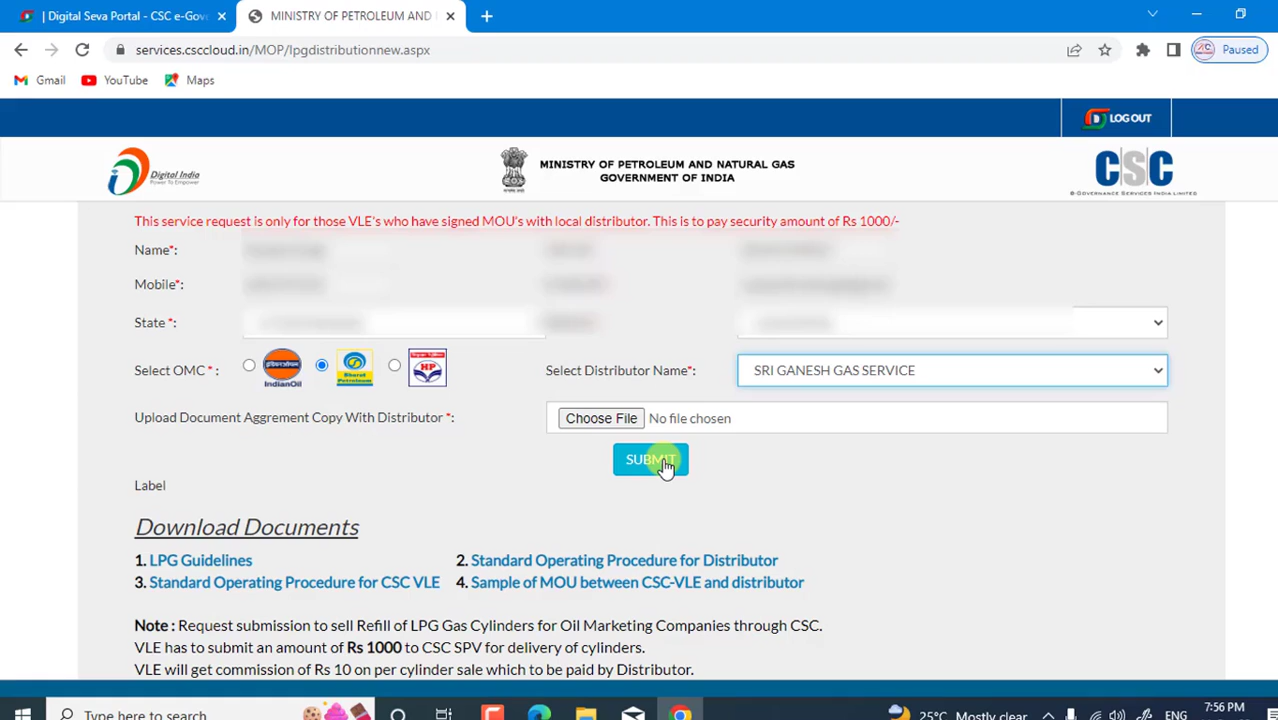 | Digital Seva Portal - CSC e-Gov
MINISTRY OF PETROLEUM AND
services.csccloud.in/MOP/lpgdistributionnew.aspx
Paused
Gmail YouTube Maps
LOG OUT
Digital India
Power To Empower
MINISTRY OF PETROLEUM AND NATURAL GAS
GOVERNMENT OF INDIA
CSC
e-GOVERNANCE SERVICES INDIA LIMITED
This service request is only for those VLE's who have signed MOU's with local distributor. This is to pay security amount of Rs 1000/-
Name*:
Mobile*:
State *:
Select OMC * : IndianOil Bharat Petroleum HP Select Distributor Name*: SRI GANESH GAS SERVICE
Upload Document Aggrement Copy With Distributor *: Choose File No file chosen
SUBMIT
Label
Download Documents
1. LPG Guidelines 2. Standard Operating Procedure for Distributor
3. Standard Operating Procedure for CSC VLE 4. Sample of MOU between CSC-VLE and distributor
Note : Request submission to sell Refill of LPG Gas Cylinders for Oil Marketing Companies through CSC.
VLE has to submit an amount of Rs 1000 to CSC SPV for delivery of cylinders.
VLE will get commission of Rs 10 on per cylinder sale which to be paid by Distributor.
Type here to search 25°C Mostly clear ENG 7:56 PM